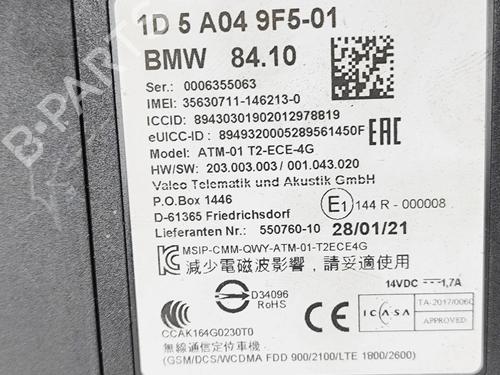 1D 5 A04 9F5-01
BMW 84.10
Ser.: 0006355063
IMEI: 35630711-146213-0
ICCID: 89430301902012978819
eUICC-ID: 89493200052895614​50F
EAC
Model: ATM-01 T2-ECE-4G
HW/SW: 203.003.003/ 001.043.020
Valeo Telematik und Akustik GmbH
P.O.Box 1446
D-61365 Friedrichsdorf
E1 144 R - 000008
Lieferanten Nr.: 550760-10 28/01/21
MSIP-CMM-QWY-ATM-01-T2ECE4G
減少電磁波影響,請妥適使用
14VDC 1,7A
D34096
RoHS
ICASA
TA-2017/0060
APPROVED
CCAK164G0230T0
無線通信定位車機
(GSM/DCS/WCDMA FDD 900/2100/LTE 1800/2600)